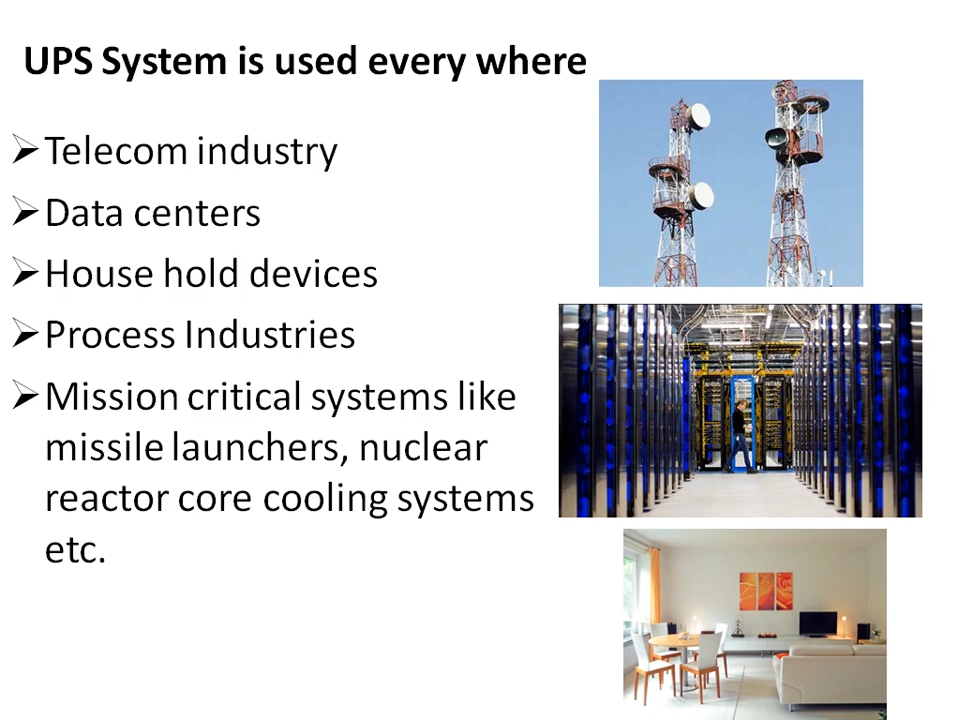 UPS System is used every where
➢Telecom industry
➢Data centers
➢House hold devices
➢Process Industries
➢Mission critical systems like
missile launchers, nuclear
reactor core cooling systems
etc.